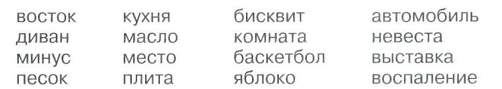 восток кухня бисквит автомобиль
диван масло комната невеста
минус место баскетбол выставка
песок плита яблоко воспаление